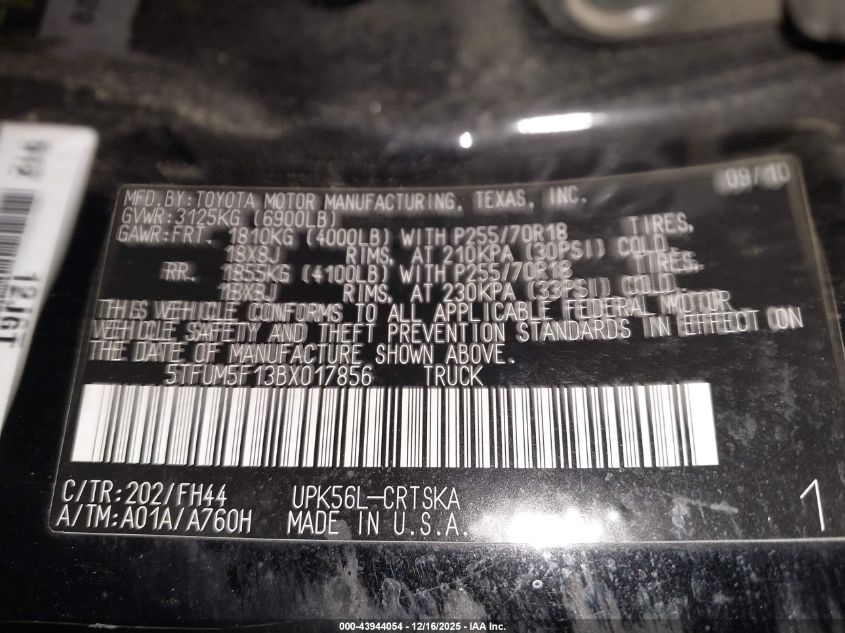 09/10
MFD.BY:TOYOTA MOTOR MANUFACTURING, TEXAS, INC.
GVWR:3125KG (6900LB)
GAWR:FRT. 1810KG (4000LB) WITH P255/70R18 TIRES,
18X8J RIMS, AT 210KPA (30PSI) COLD.
RR. 1855KG (4100LB) WITH P255/70R18 TIRES,
18X8J RIMS, AT 230KPA (33PSI) COLD.
THIS VEHICLE CONFORMS TO ALL APPLICABLE FEDERAL MOTOR
VEHICLE SAFETY AND THEFT PREVENTION STANDARDS IN EFFECT ON
THE DATE OF MANUFACTURE SHOWN ABOVE.
5TFUM5F13BX017856 TRUCK
C/TR:202/FH44 UPK56L-CRTSKA
A/TM:A01A/A760H MADE IN U.S.A.
1
912
12JGT
000-43944054 - 12/16/2025 - IAA Inc.